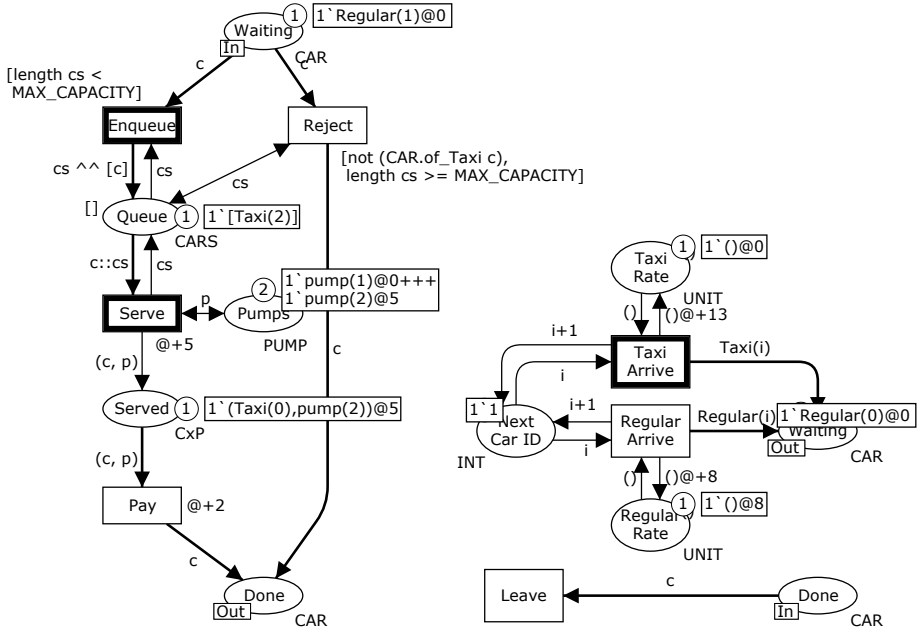 1
1`Regular(1)@0
Waiting
In
CAR
c
c
[length cs <
MAX_CAPACITY]
Enqueue
Reject
[not (CAR.of_Taxi c),
length cs >= MAX_CAPACITY]
cs ^^ [c]
cs
cs
[]
Queue
1
1`[Taxi(2)]
CARS
c::cs
cs
Serve
@+5
p
2
1`pump(1)@0+++
1`pump(2)@5
Pumps
PUMP
c
(c, p)
Served
1
1`(Taxi(0),pump(2))@5
CxP
(c, p)
Pay
@+2
c
Done
Out
CAR
Taxi
Rate
1
1`()@0
UNIT
()
()@+13
i+1
Taxi
Arrive
Taxi(i)
i
1`1
Next
Car ID
INT
i+1
i
Regular
Arrive
Regular(i)
1`Regular(0)@0
Waiting
Out
CAR
()
()@+8
Regular
Rate
1
1`()@8
UNIT
Leave
c
Done
In
CAR